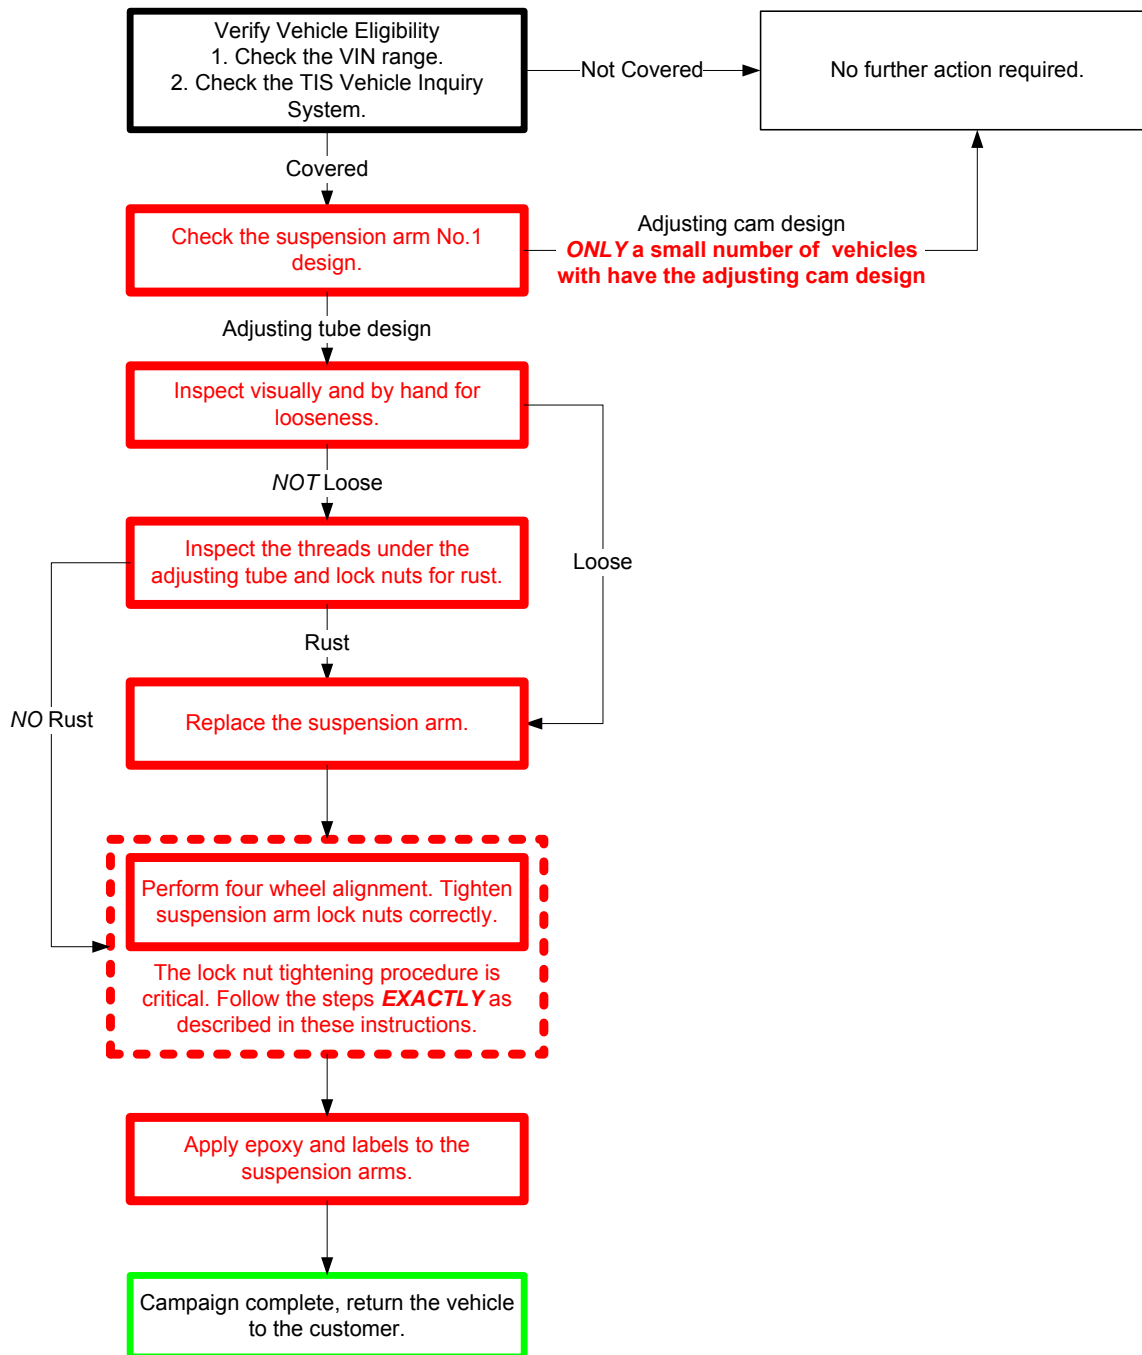 Verify Vehicle Eligibility
1. Check the VIN range.
2. Check the TIS Vehicle Inquiry
System.
Not Covered
No further action required.
Covered
Check the suspension arm No.1
design.
Adjusting cam design
ONLY a small number of vehicles
with have the adjusting cam design
Adjusting tube design
Inspect visually and by hand for
looseness.
NOT Loose
Loose
Inspect the threads under the
adjusting tube and lock nuts for rust.
Rust
NO Rust
Replace the suspension arm.
Perform four wheel alignment. Tighten
suspension arm lock nuts correctly.
The lock nut tightening procedure is
critical. Follow the steps EXACTLY as
described in these instructions.
Apply epoxy and labels to the
suspension arms.
Campaign complete, return the vehicle
to the customer.